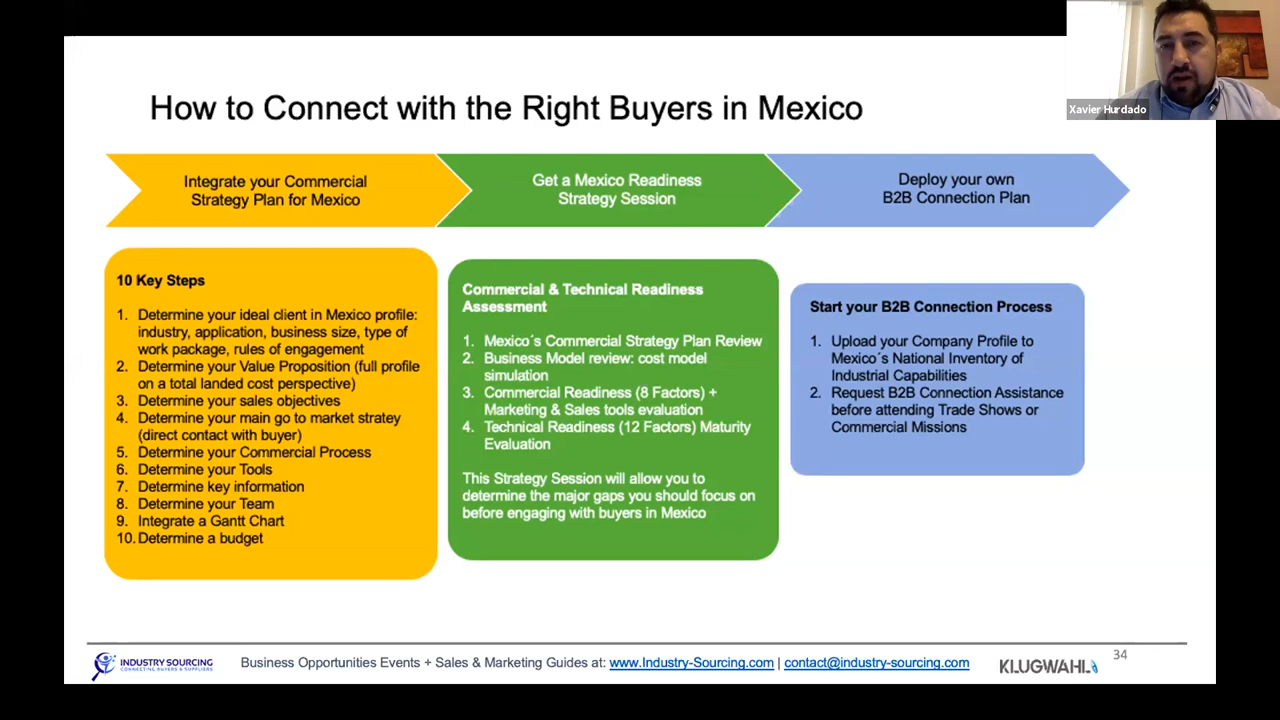 Xavier Hurdado
How to Connect with the Right Buyers in Mexico
Integrate your Commercial
Strategy Plan for Mexico
Get a Mexico Readiness
Strategy Session
Deploy your own
B2B Connection Plan
10 Key Steps
1. Determine your ideal client in Mexico profile:
industry, application, business size, type of
work package, rules of engagement
2. Determine your Value Proposition (full profile
on a total landed cost perspective)
3. Determine your sales objectives
4. Determine your main go to market stratey
(direct contact with buyer)
5. Determine your Commercial Process
6. Determine your Tools
7. Determine key information
8. Determine your Team
9. Integrate a Gantt Chart
10. Determine a budget
Commercial & Technical Readiness
Assessment
1. Mexico´s Commercial Strategy Plan Review
2. Business Model review: cost model
simulation
3. Commercial Readiness (8 Factors) +
Marketing & Sales tools evaluation
4. Technical Readiness (12 Factors) Maturity
Evaluation
This Strategy Session will allow you to
determine the major gaps you should focus on
before engaging with buyers in Mexico
Start your B2B Connection Process
1. Upload your Company Profile to
Mexico´s National Inventory of
Industrial Capabilities
2. Request B2B Connection Assistance
before attending Trade Shows or
Commercial Missions
INDUSTRY SOURCING
CONNECTING BUYERS & SUPPLIERS
Business Opportunities Events + Sales & Marketing Guides at: www.Industry-Sourcing.com | contact@industry-sourcing.com
KLUGWAHL
34